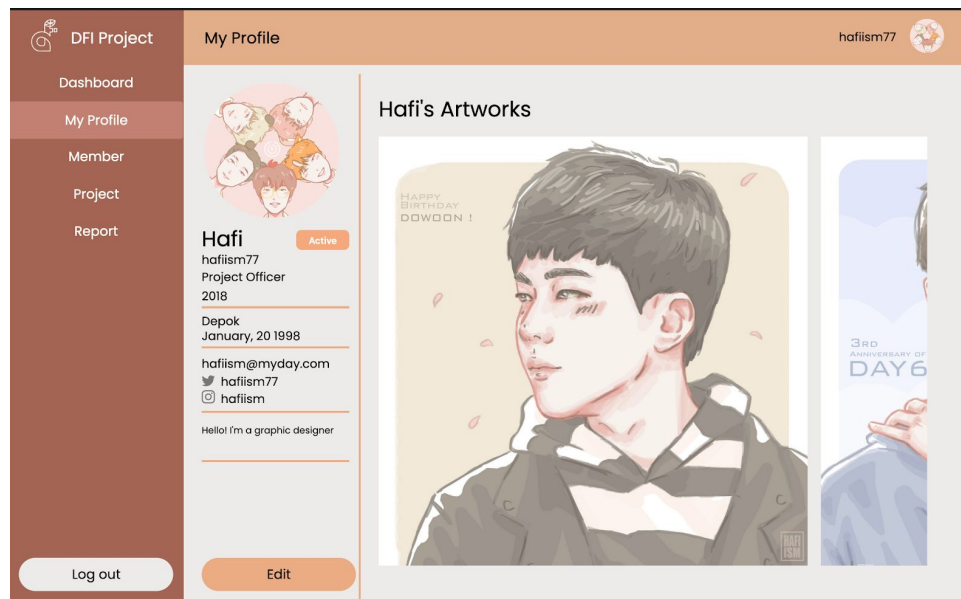 DFI Project
My Profile
hafiism77
Dashboard
My Profile
Member
Project
Report
Log out
Hafi
Active
hafiism77
Project Officer
2018
Depok
January, 20 1998
hafiism@myday.com
hafiism77
hafiism
Hello! I'm a graphic designer
Edit
Hafi's Artworks
HAPPY
BIRTHDAY
DOWOON !
HAFI
ISM
3RD
ANNIVERSARY OF
DAY6